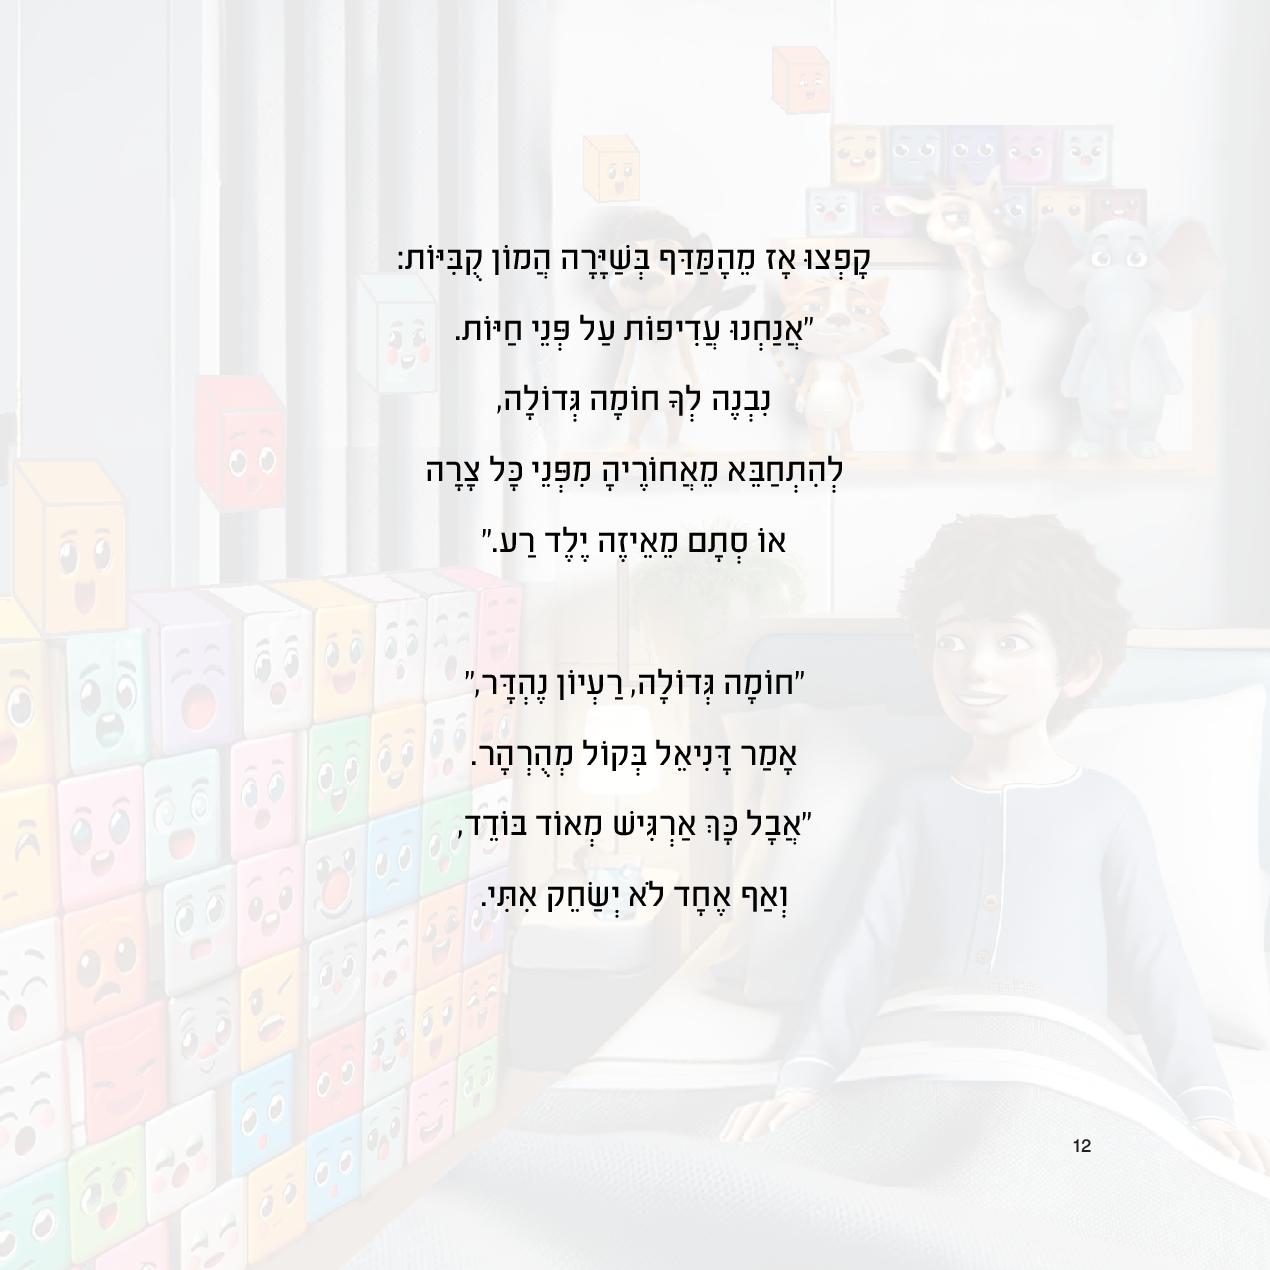 קָפְצוּ אָז מֵהָמַּדַּף בְּשַׁיָּרָה הֲמוֹן קֻבִּיּוֹת:
"אֲנַחְנוּ עֲדִיפוֹת עַל פְּנֵי חַיּוֹת.
נִבְנֶה לְךָ חוֹמָה גְּדוֹלָה,
לְהִתְחַבֵּא מֵאֲחוֹרֶיהָ מִפְּנֵי כָּל צָרָה
אוֹ סְתָם מֵאֵיזֶה יֶלֶד רַע."
"חוֹמָה גְּדוֹלָה, רַעְיוֹן נֶהְדָּר,"
אָמַר דָּנִיאֵל בְּקוֹל מְהֻרְהָר.
"אֲבָל כָּךְ אַרְגִּישׁ מְאוֹד בּוֹדֵד,
וְאַף אֶחָד לֹא יְשַׂחֵק אִתִּי.
12